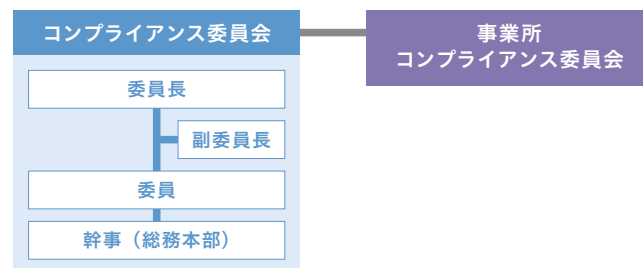 コンプライアンス委員会
事業所
コンプライアンス委員会
委員長
副委員長
委員
幹事（総務本部）